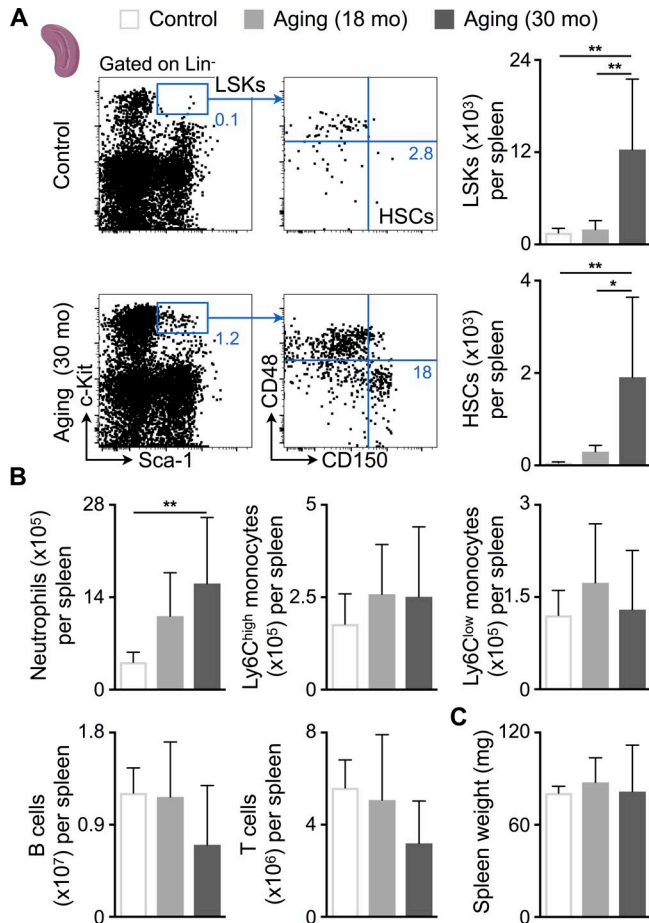 A
Control
Aging (18 mo)
Aging (30 mo)
Gated on Lin-
LSKs
0.1
2.8
HSCs
Control
24
12
0
LSKs (x10³)
per spleen
**
**
1.2
18
Aging (30 mo)
c-Kit
Sca-1
CD48
CD150
4
2
0
HSCs (x10³)
per spleen
**
*
B
28
14
0
Neutrophils (x10⁵)
per spleen
**
5
2.5
0
Ly6Chigh monocytes
(x10⁵) per spleen
3
1.5
0
Ly6Clow monocytes
(x10⁵) per spleen
1.8
0.9
0
B cells
(x10⁷) per spleen
8
4
0
T cells
(x10⁶) per spleen
C
120
60
0
Spleen weight (mg)